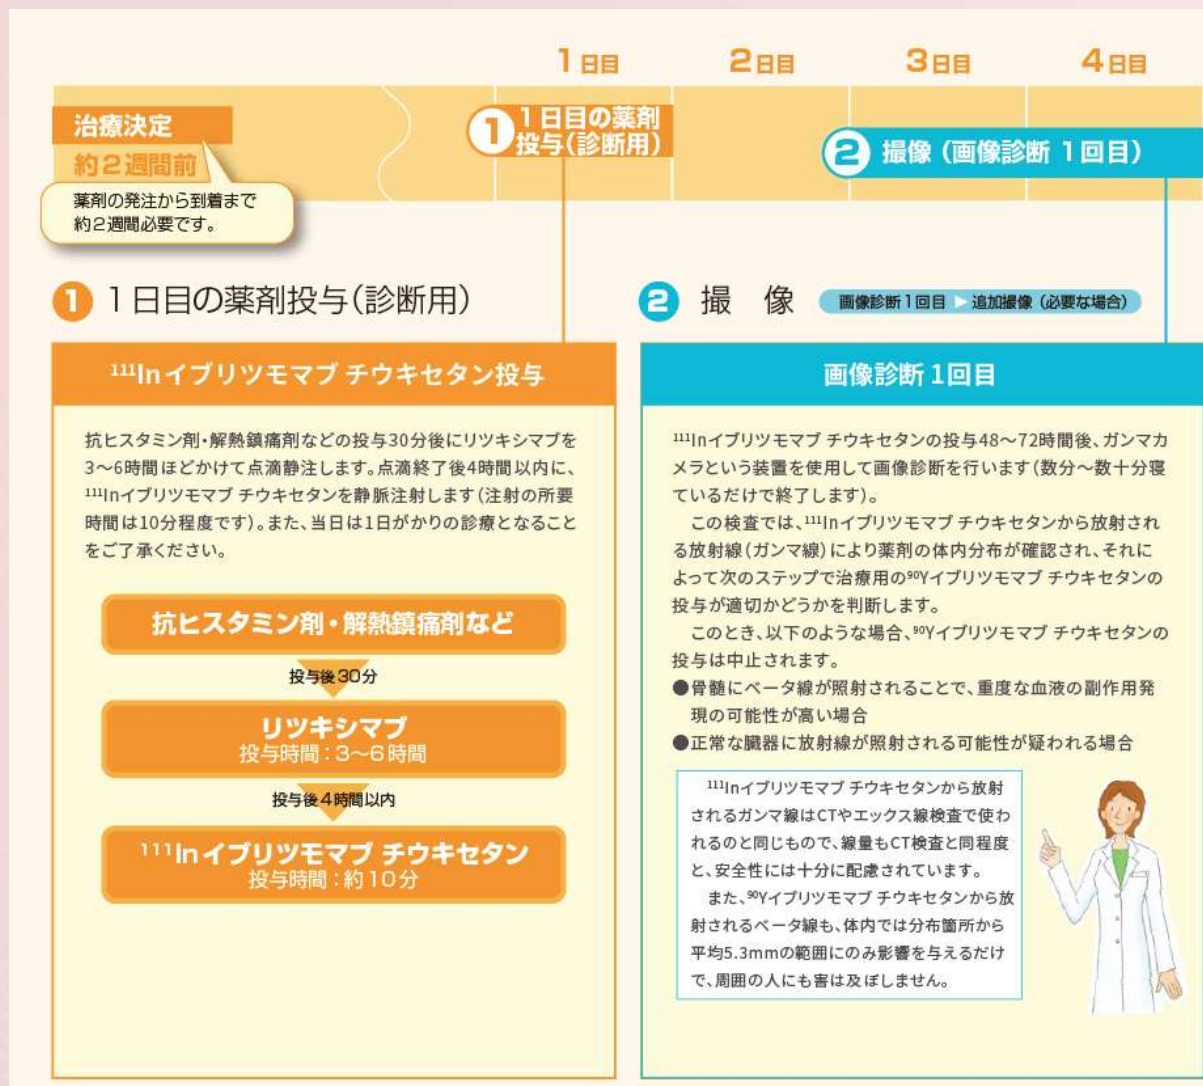 1日目 2日目 3日目 4日目
治療決定
約2週間前
薬剤の発注から到着まで
約2週間必要です。
1 1日目の薬剤
投与(診断用)
2 撮像（画像診断 1回目）
1 1日目の薬剤投与(診断用)
¹¹¹Inイブリツモマブ チウキセタン投与
抗ヒスタミン剤・解熱鎮痛剤などの投与30分後にリツキシマブを
3〜6時間ほどかけて点滴静注します。点滴終了後4時間以内に、
¹¹¹Inイブリツモマブ チウキセタンを静脈注射します(注射の所要
時間は10分程度です)。また、当日は1日がかりの診療となること
をご了承ください。
抗ヒスタミン剤・解熱鎮痛剤など
投与後30分
リツキシマブ
投与時間：3〜6時間
投与後4時間以内
¹¹¹Inイブリツモマブ チウキセタン
投与時間：約10分
2 撮 像 画像診断1回目 ▶ 追加撮像（必要な場合）
画像診断 1回目
¹¹¹Inイブリツモマブ チウキセタンの投与48〜72時間後、ガンマカ
メラという装置を使用して画像診断を行います(数分〜数十分寝
ているだけで終了します)。
この検査では、¹¹¹Inイブリツモマブ チウキセタンから放射され
る放射線(ガンマ線)により薬剤の体内分布が確認され、それに
よって次のステップで治療用の⁹⁰Yイブリツモマブ チウキセタンの
投与が適切かどうかを判断します。
このとき、以下のような場合、⁹⁰Yイブリツモマブ チウキセタンの
投与は中止されます。
●骨髄にベータ線が照射されることで、重度な血液の副作用発
現の可能性が高い場合
●正常な臓器に放射線が照射される可能性が疑われる場合
¹¹¹Inイブリツモマブ チウキセタンから放射
されるガンマ線はCTやエックス線検査で使わ
れるのと同じもので、線量もCT検査と同程度
と、安全性には十分に配慮されています。
また、⁹⁰Yイブリツモマブ チウキセタンから放
射されるベータ線も、体内では分布箇所から
平均5.3mmの範囲にのみ影響を与えるだけ
で、周囲の人にも害は及ぼしません。